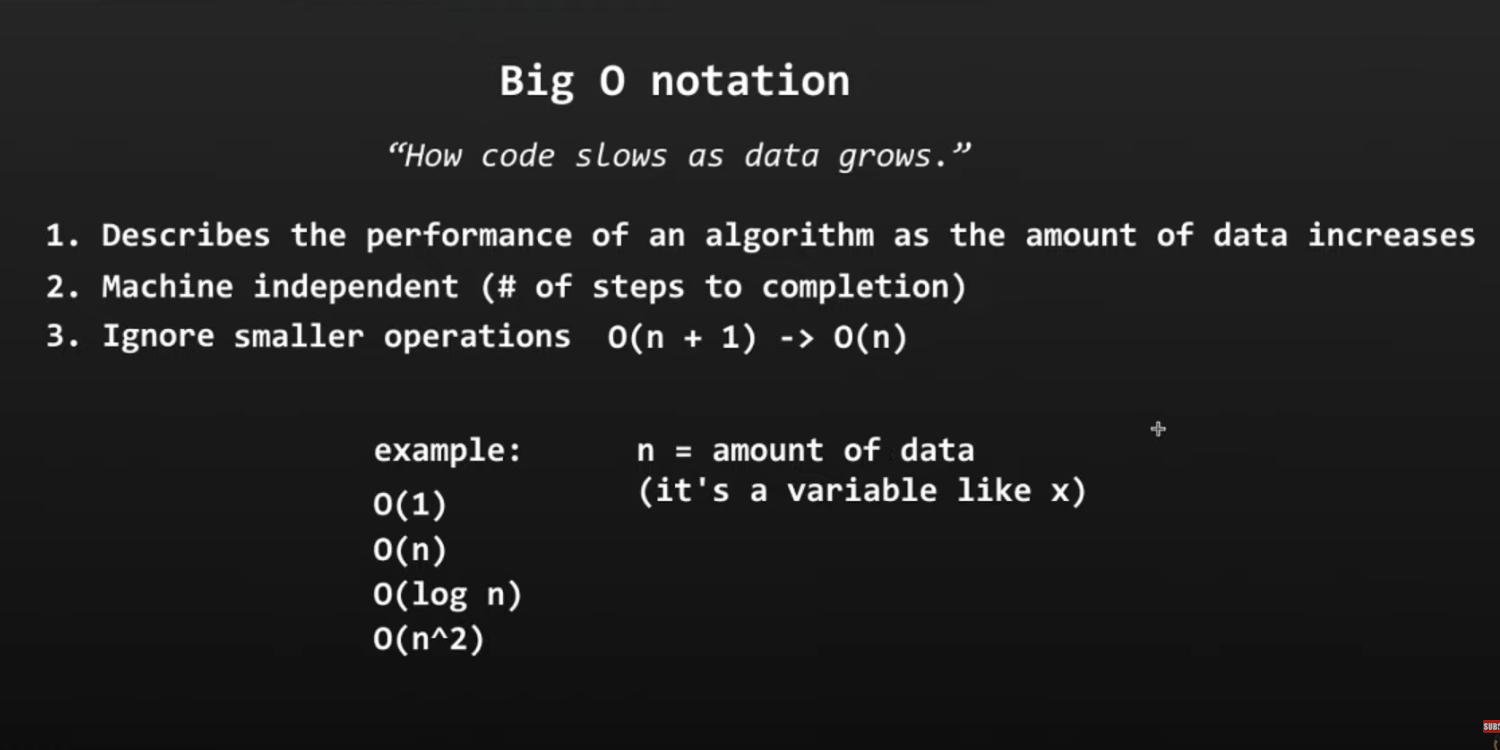 Big O notation
“How code slows as data grows.”
1. Describes the performance of an algorithm as the amount of data increases
2. Machine independent (# of steps to completion)
3. Ignore smaller operations O(n + 1) -> O(n)
example:
O(1)
O(n)
O(log n)
O(n^2)
n = amount of data
(it's a variable like x)